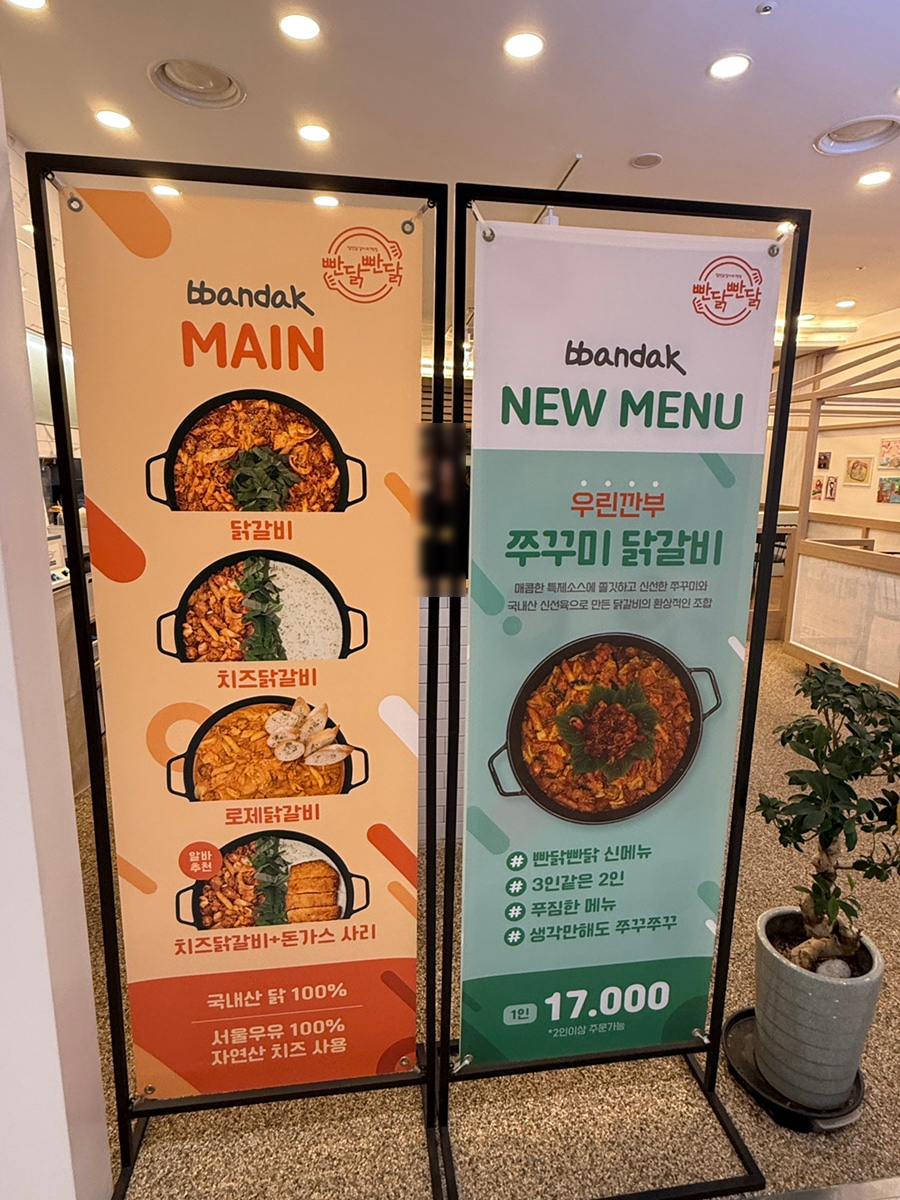 빤닭빤닭
bbandak
MAIN
닭갈비
치즈닭갈비
로제닭갈비
알바
추천
치즈닭갈비+돈가스 사리
국내산 닭 100%
서울우유 100%
자연산 치즈 사용
빤닭빤닭
bbandak
NEW MENU
우린깐부
쭈꾸미 닭갈비
매콤한 특제소스에 쫄깃하고 신선한 쭈꾸미와
국내산 신선육으로 만든 닭갈비의 환상적인 조합
# 빤닭빤닭 신메뉴
# 3인같은 2인
# 푸짐한 메뉴
# 생각만해도 쭈꾸쭈꾸
1인 17.000
*2인이상 주문가능